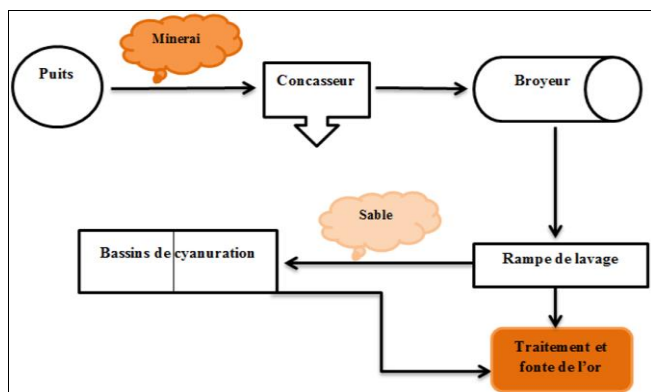 Minerai
Puits
Concasseur
Broyeur
Sable
Bassins de cyanuration
Rampe de lavage
Traitement et
fonte de l'or